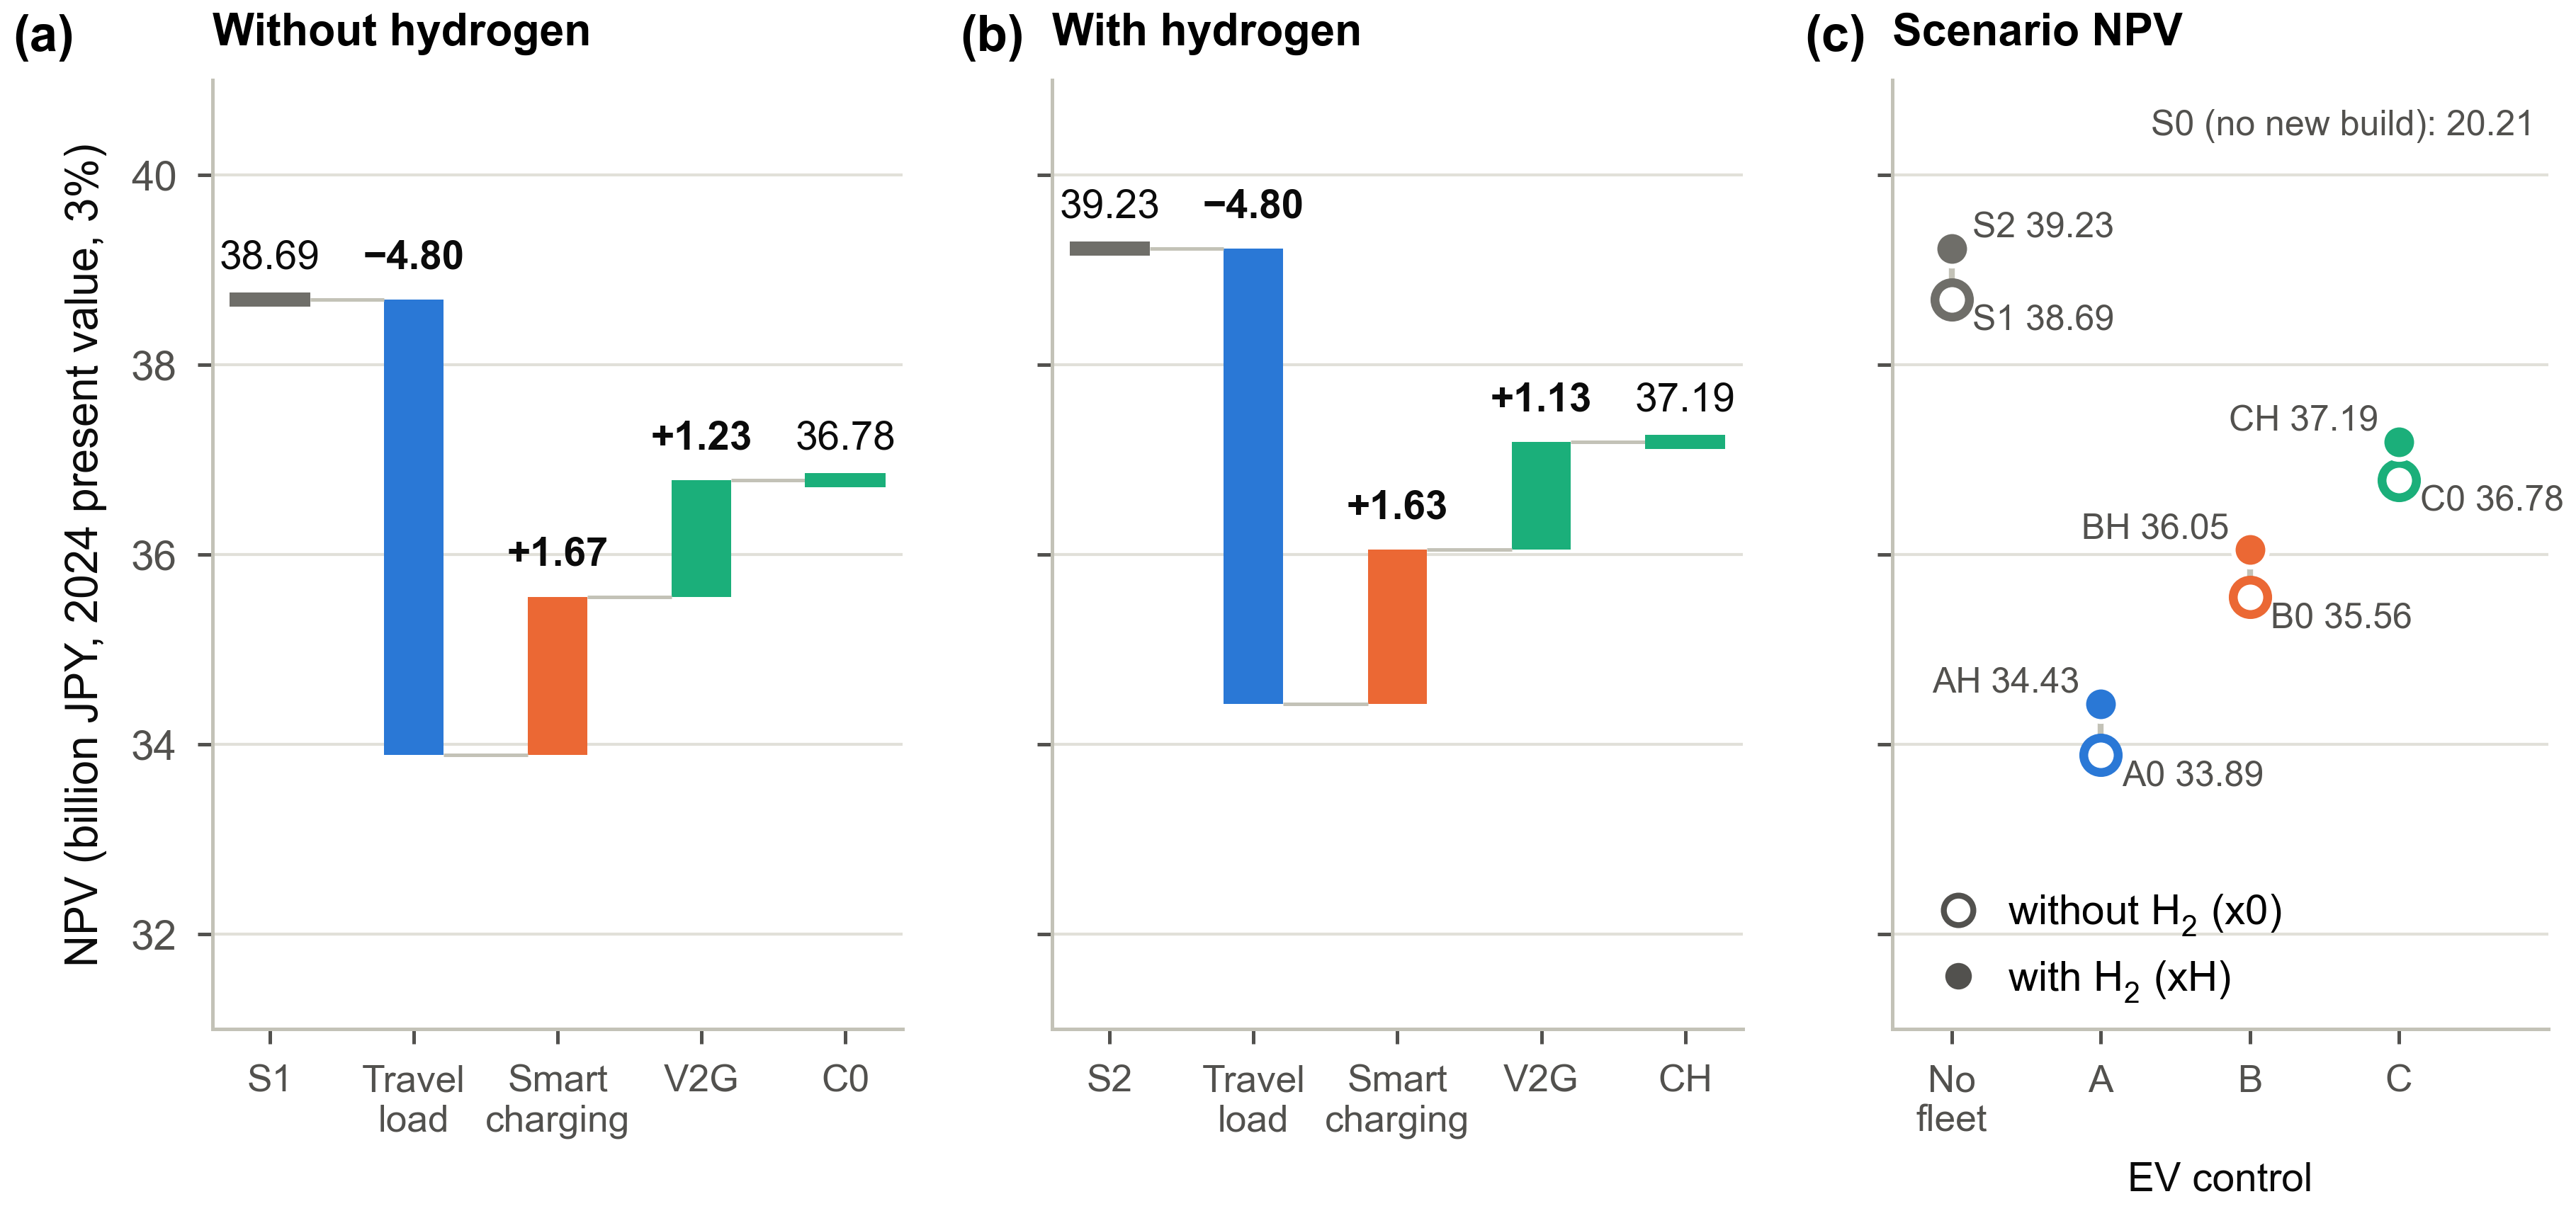 (a)
Without hydrogen
NPV (billion JPY, 2024 present value, 3%)
40
38
36
34
32
38.69
−4.80
+1.67
+1.23
36.78
S1
Travel
load
Smart
charging
V2G
C0
(b)
With hydrogen
39.23
−4.80
+1.63
+1.13
37.19
S2
Travel
load
Smart
charging
V2G
CH
(c)
Scenario NPV
S0 (no new build): 20.21
S2 39.23
S1 38.69
CH 37.19
C0 36.78
BH 36.05
B0 35.56
AH 34.43
A0 33.89
without H₂ (x0)
with H₂ (xH)
No
fleet
A
B
C
EV control